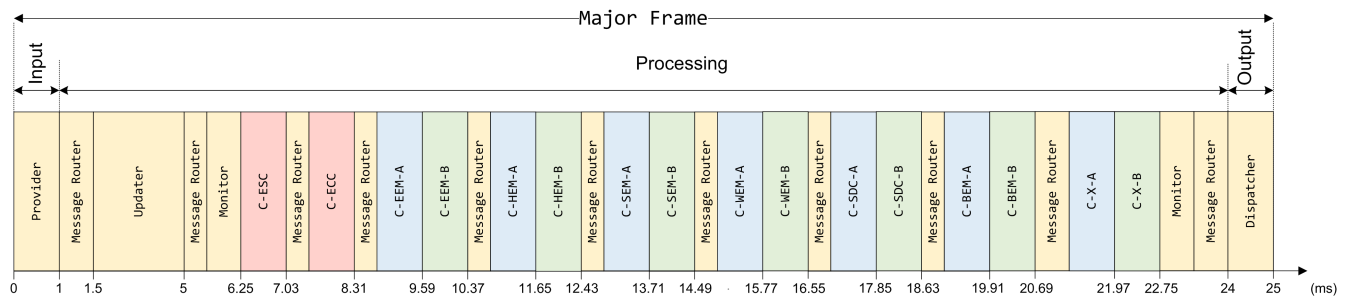 Major Frame
Input
Processing
Output
Provider
Message Router
Updater
Message Router
Monitor
C-ESC
Message Router
C-ECC
Message Router
C-EEM-A
C-EEM-B
Message Router
C-HEM-A
C-HEM-B
Message Router
C-SEM-A
C-SEM-B
Message Router
C-WEM-A
C-WEM-B
Message Router
C-SDC-A
C-SDC-B
Message Router
C-BEM-A
C-BEM-B
Message Router
C-X-A
C-X-B
Monitor
Message Router
Dispatcher
0 1 1.5 5 6.25 7.03 8.31 9.59 10.37 11.65 12.43 13.71 14.49 15.77 16.55 17.85 18.63 19.91 20.69 21.97 22.75 24 25 (ms)